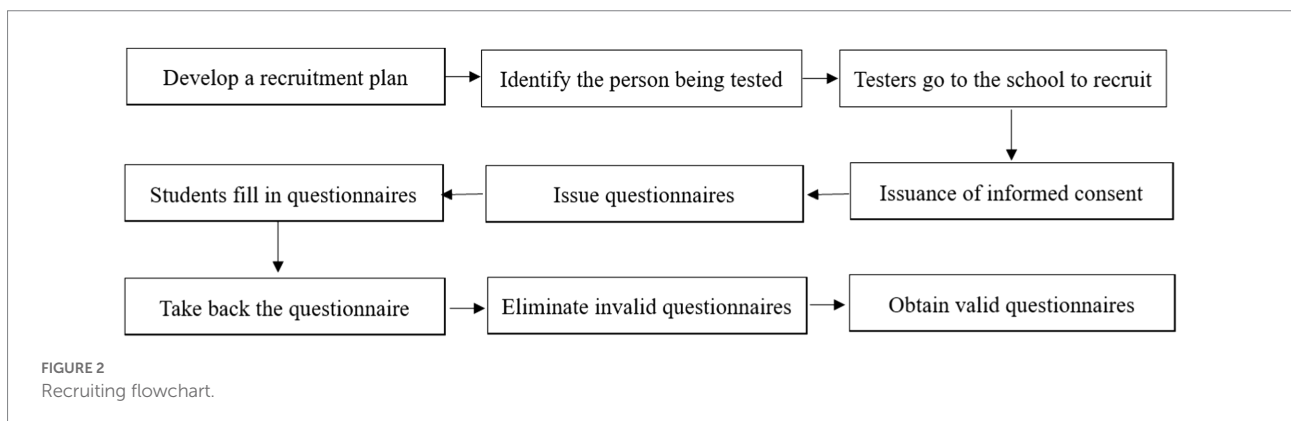 Develop a recruitment plan
Identify the person being tested
Testers go to the school to recruit
Issuance of informed consent
Issue questionnaires
Students fill in questionnaires
Take back the questionnaire
Eliminate invalid questionnaires
Obtain valid questionnaires
FIGURE 2
Recruiting flowchart.